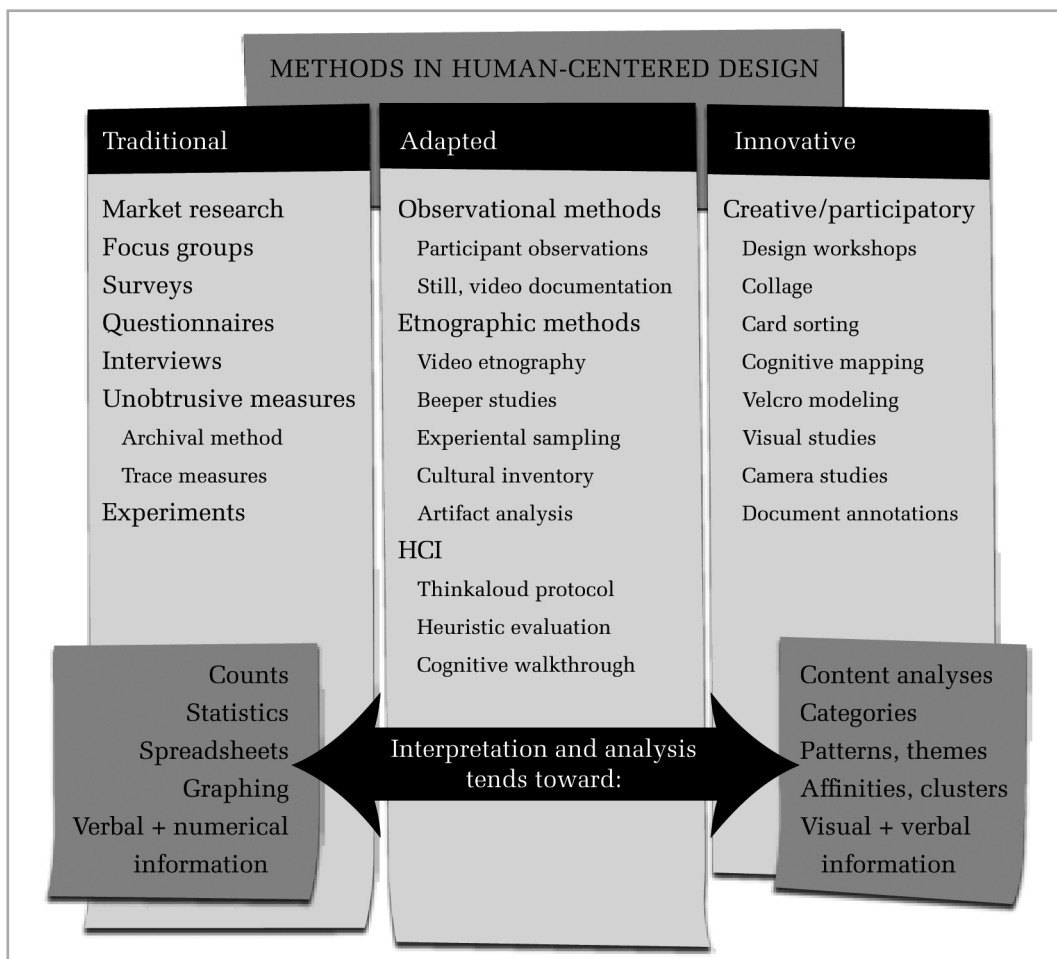 METHODS IN HUMAN-CENTERED DESIGN
Traditional
Market research
Focus groups
Surveys
Questionnaires
Interviews
Unobtrusive measures
Archival method
Trace measures
Experiments
Adapted
Observational methods
Participant observations
Still, video documentation
Etnographic methods
Video etnography
Beeper studies
Experiental sampling
Cultural inventory
Artifact analysis
HCI
Thinkaloud protocol
Heuristic evaluation
Cognitive walkthrough
Innovative
Creative/participatory
Design workshops
Collage
Card sorting
Cognitive mapping
Velcro modeling
Visual studies
Camera studies
Document annotations
Counts
Statistics
Spreadsheets
Graphing
Verbal + numerical
information
Interpretation and analysis
tends toward:
Content analyses
Categories
Patterns, themes
Affinities, clusters
Visual + verbal
information